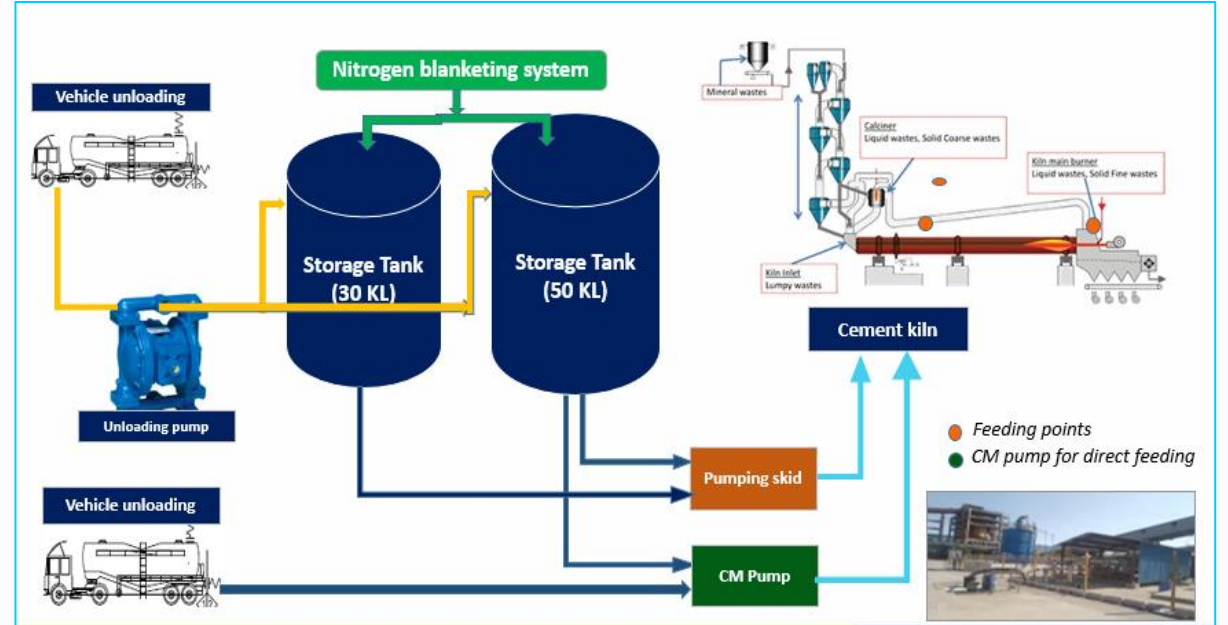 Nitrogen blanketing system
Vehicle unloading
Mineral wastes
Calciner
Liquid wastes, Solid Coarse wastes
Kiln main burner
Liquid wastes, Solid Fine wastes
Storage Tank
(30 KL)
Storage Tank
(50 KL)
Kiln Inlet
Lumpy wastes
Cement kiln
Unloading pump
Feeding points
CM pump for direct feeding
Pumping skid
Vehicle unloading
CM Pump